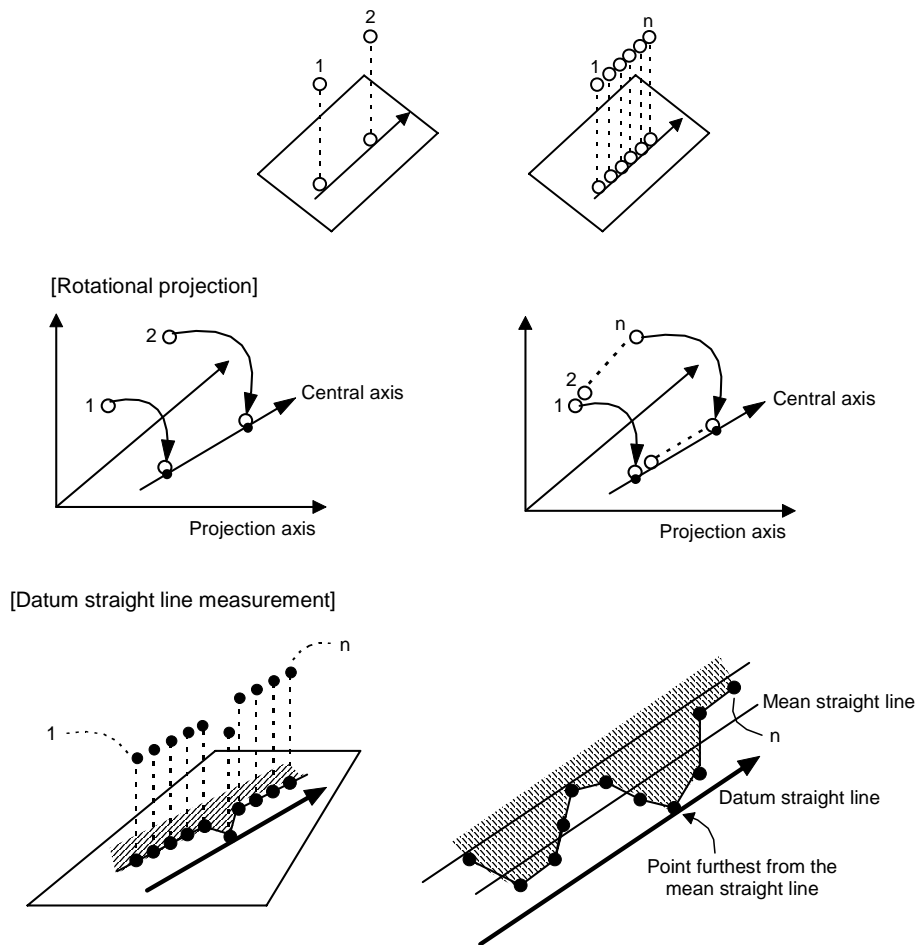 2
n
1
1
[Rotational projection]
2
1
Central axis
Projection axis
n
2
1
Central axis
Projection axis
[Datum straight line measurement]
n
1
Mean straight line
n
Datum straight line
Point furthest from the
mean straight line